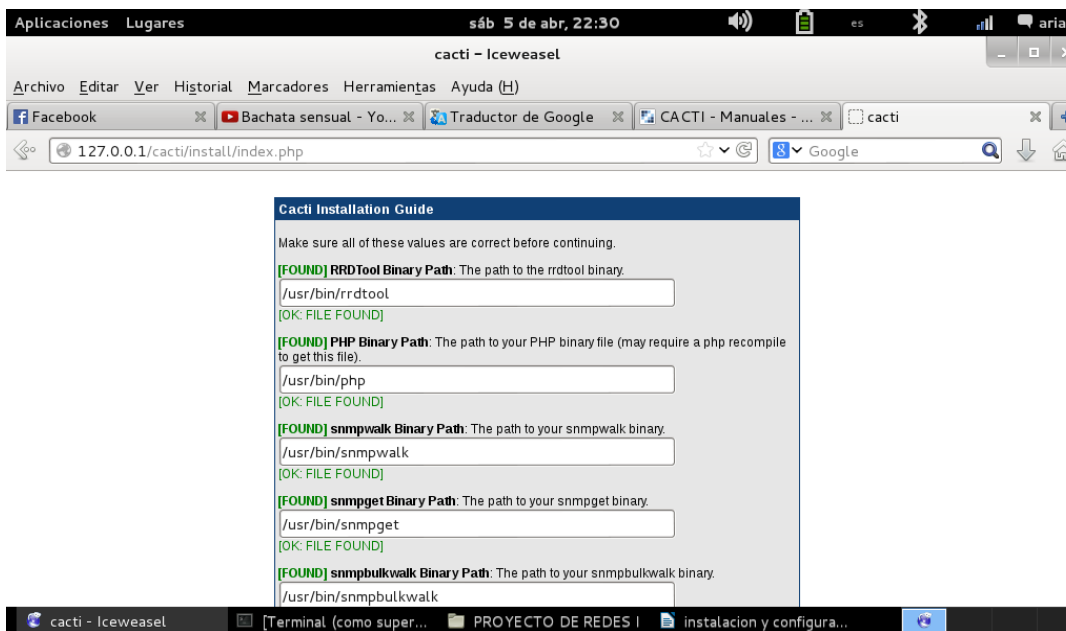 Aplicaciones Lugares sáb 5 de abr, 22:30 es aria
cacti - Iceweasel
Archivo Editar Ver Historial Marcadores Herramientas Ayuda (H)
Facebook Bachata sensual - Yo... Traductor de Google CACTI - Manuales - ... cacti
127.0.0.1/cacti/install/index.php Google
Cacti Installation Guide
Make sure all of these values are correct before continuing.
[FOUND] RRDTool Binary Path: The path to the rrdtool binary.
/usr/bin/rrdtool
[OK: FILE FOUND]
[FOUND] PHP Binary Path: The path to your PHP binary file (may require a php recompile
to get this file).
/usr/bin/php
[OK: FILE FOUND]
[FOUND] snmpwalk Binary Path: The path to your snmpwalk binary.
/usr/bin/snmpwalk
[OK: FILE FOUND]
[FOUND] snmpget Binary Path: The path to your snmpget binary.
/usr/bin/snmpget
[OK: FILE FOUND]
[FOUND] snmpbulkwalk Binary Path: The path to your snmpbulkwalk binary.
/usr/bin/snmpbulkwalk
cacti - Iceweasel [Terminal (como super... PROYECTO DE REDES I instalacion y configura...